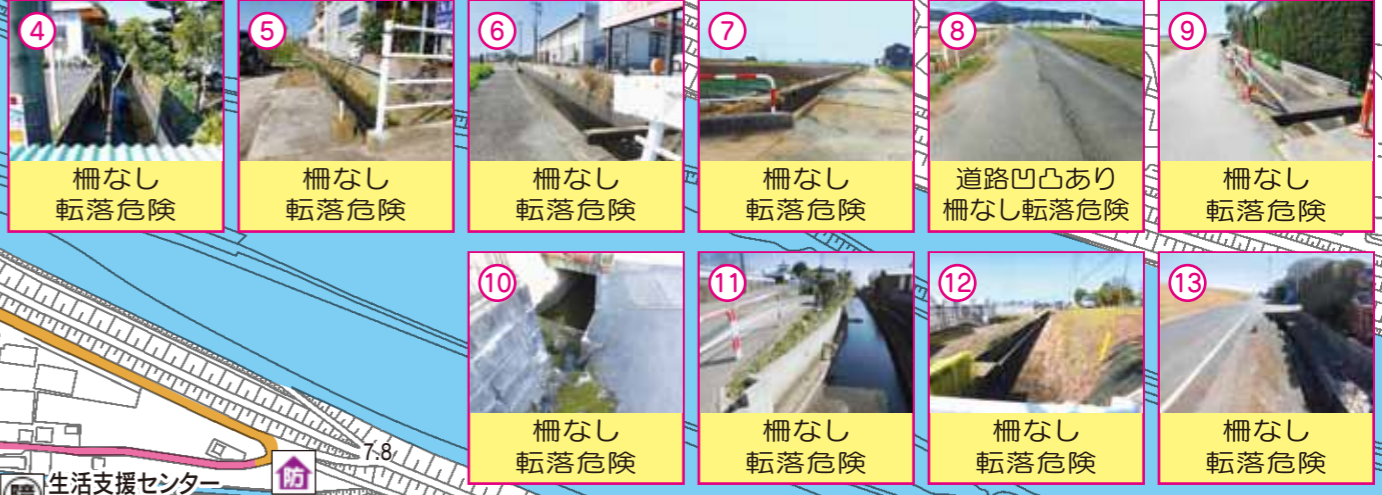 ④
柵なし
転落危険
⑤
柵なし
転落危険
⑥
柵なし
転落危険
⑦
柵なし
転落危険
⑧
道路凹凸あり
柵なし転落危険
⑨
柵なし
転落危険
⑩
柵なし
転落危険
⑪
柵なし
転落危険
⑫
柵なし
転落危険
⑬
柵なし
転落危険
7.8
防
障
生活支援センター